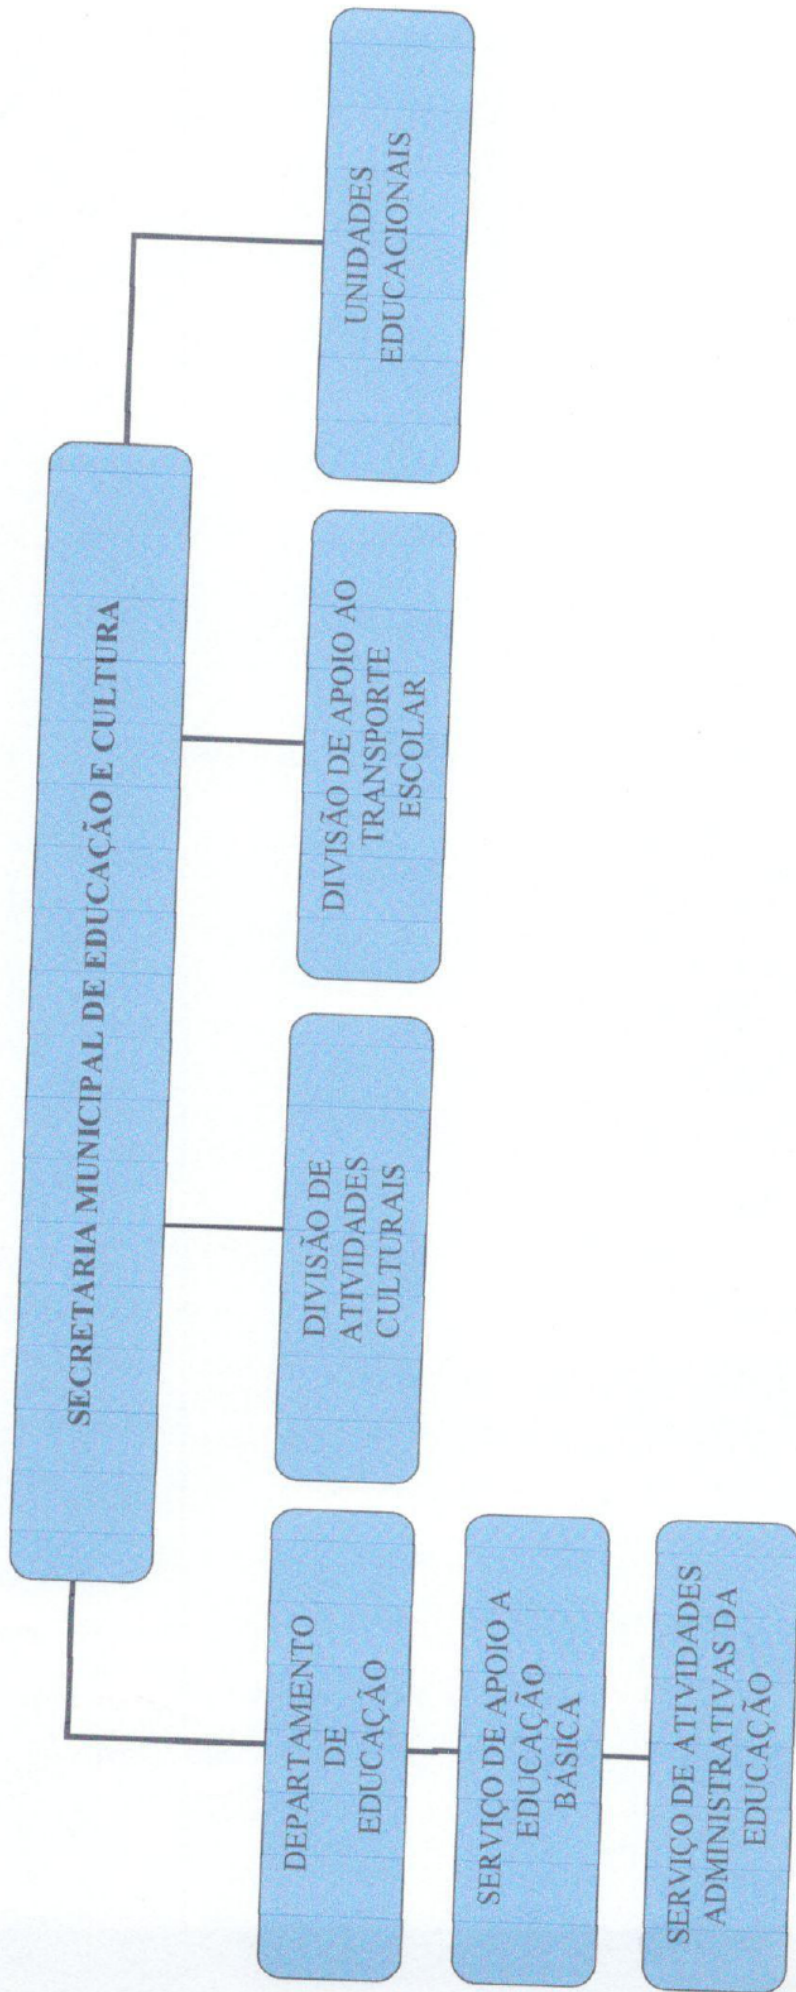 SECRETARIA MUNICIPAL DE EDUCAÇÃO E CULTURA
DEPARTAMENTO
DE
EDUCAÇÃO
SERVIÇO DE APOIO A
EDUCAÇÃO
BÁSICA
SERVIÇO DE ATIVIDADES
ADMINISTRATIVAS DA
EDUCAÇÃO
DIVISÃO DE
ATIVIDADES
CULTURAIS
DIVISÃO DE APOIO AO
TRANSPORTE
ESCOLAR
UNIDADES
EDUCACIONAIS